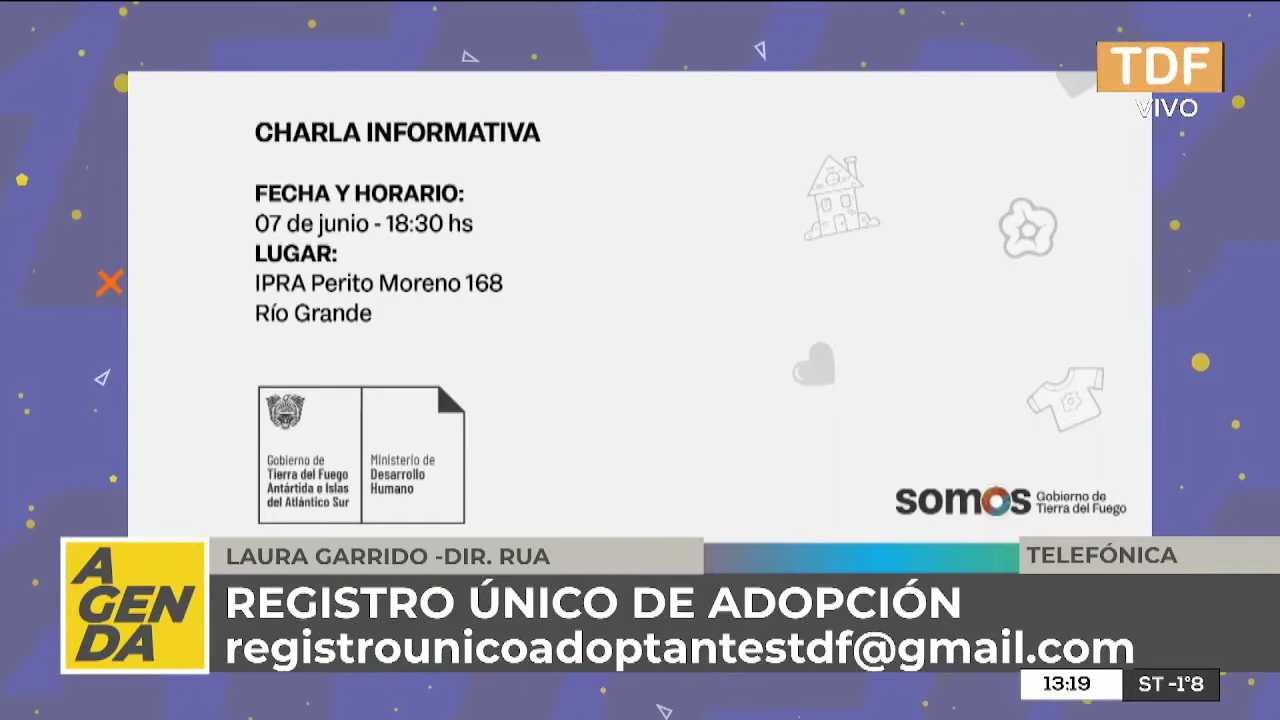 TDF
VIVO
CHARLA INFORMATIVA
FECHA Y HORARIO:
07 de junio - 18:30 hs
LUGAR:
IPRA Perito Moreno 168
Río Grande
Gobierno de
Tierra del Fuego
Antártida e Islas
del Atlántico Sur
Ministerio de
Desarrollo
Humano
somos Gobierno de
Tierra del Fuego
A
GEN
DA
LAURA GARRIDO -DIR. RUA
TELEFÓNICA
REGISTRO ÚNICO DE ADOPCIÓN
registrounicoadoptantestdf@gmail.com
13:19 ST -1°8